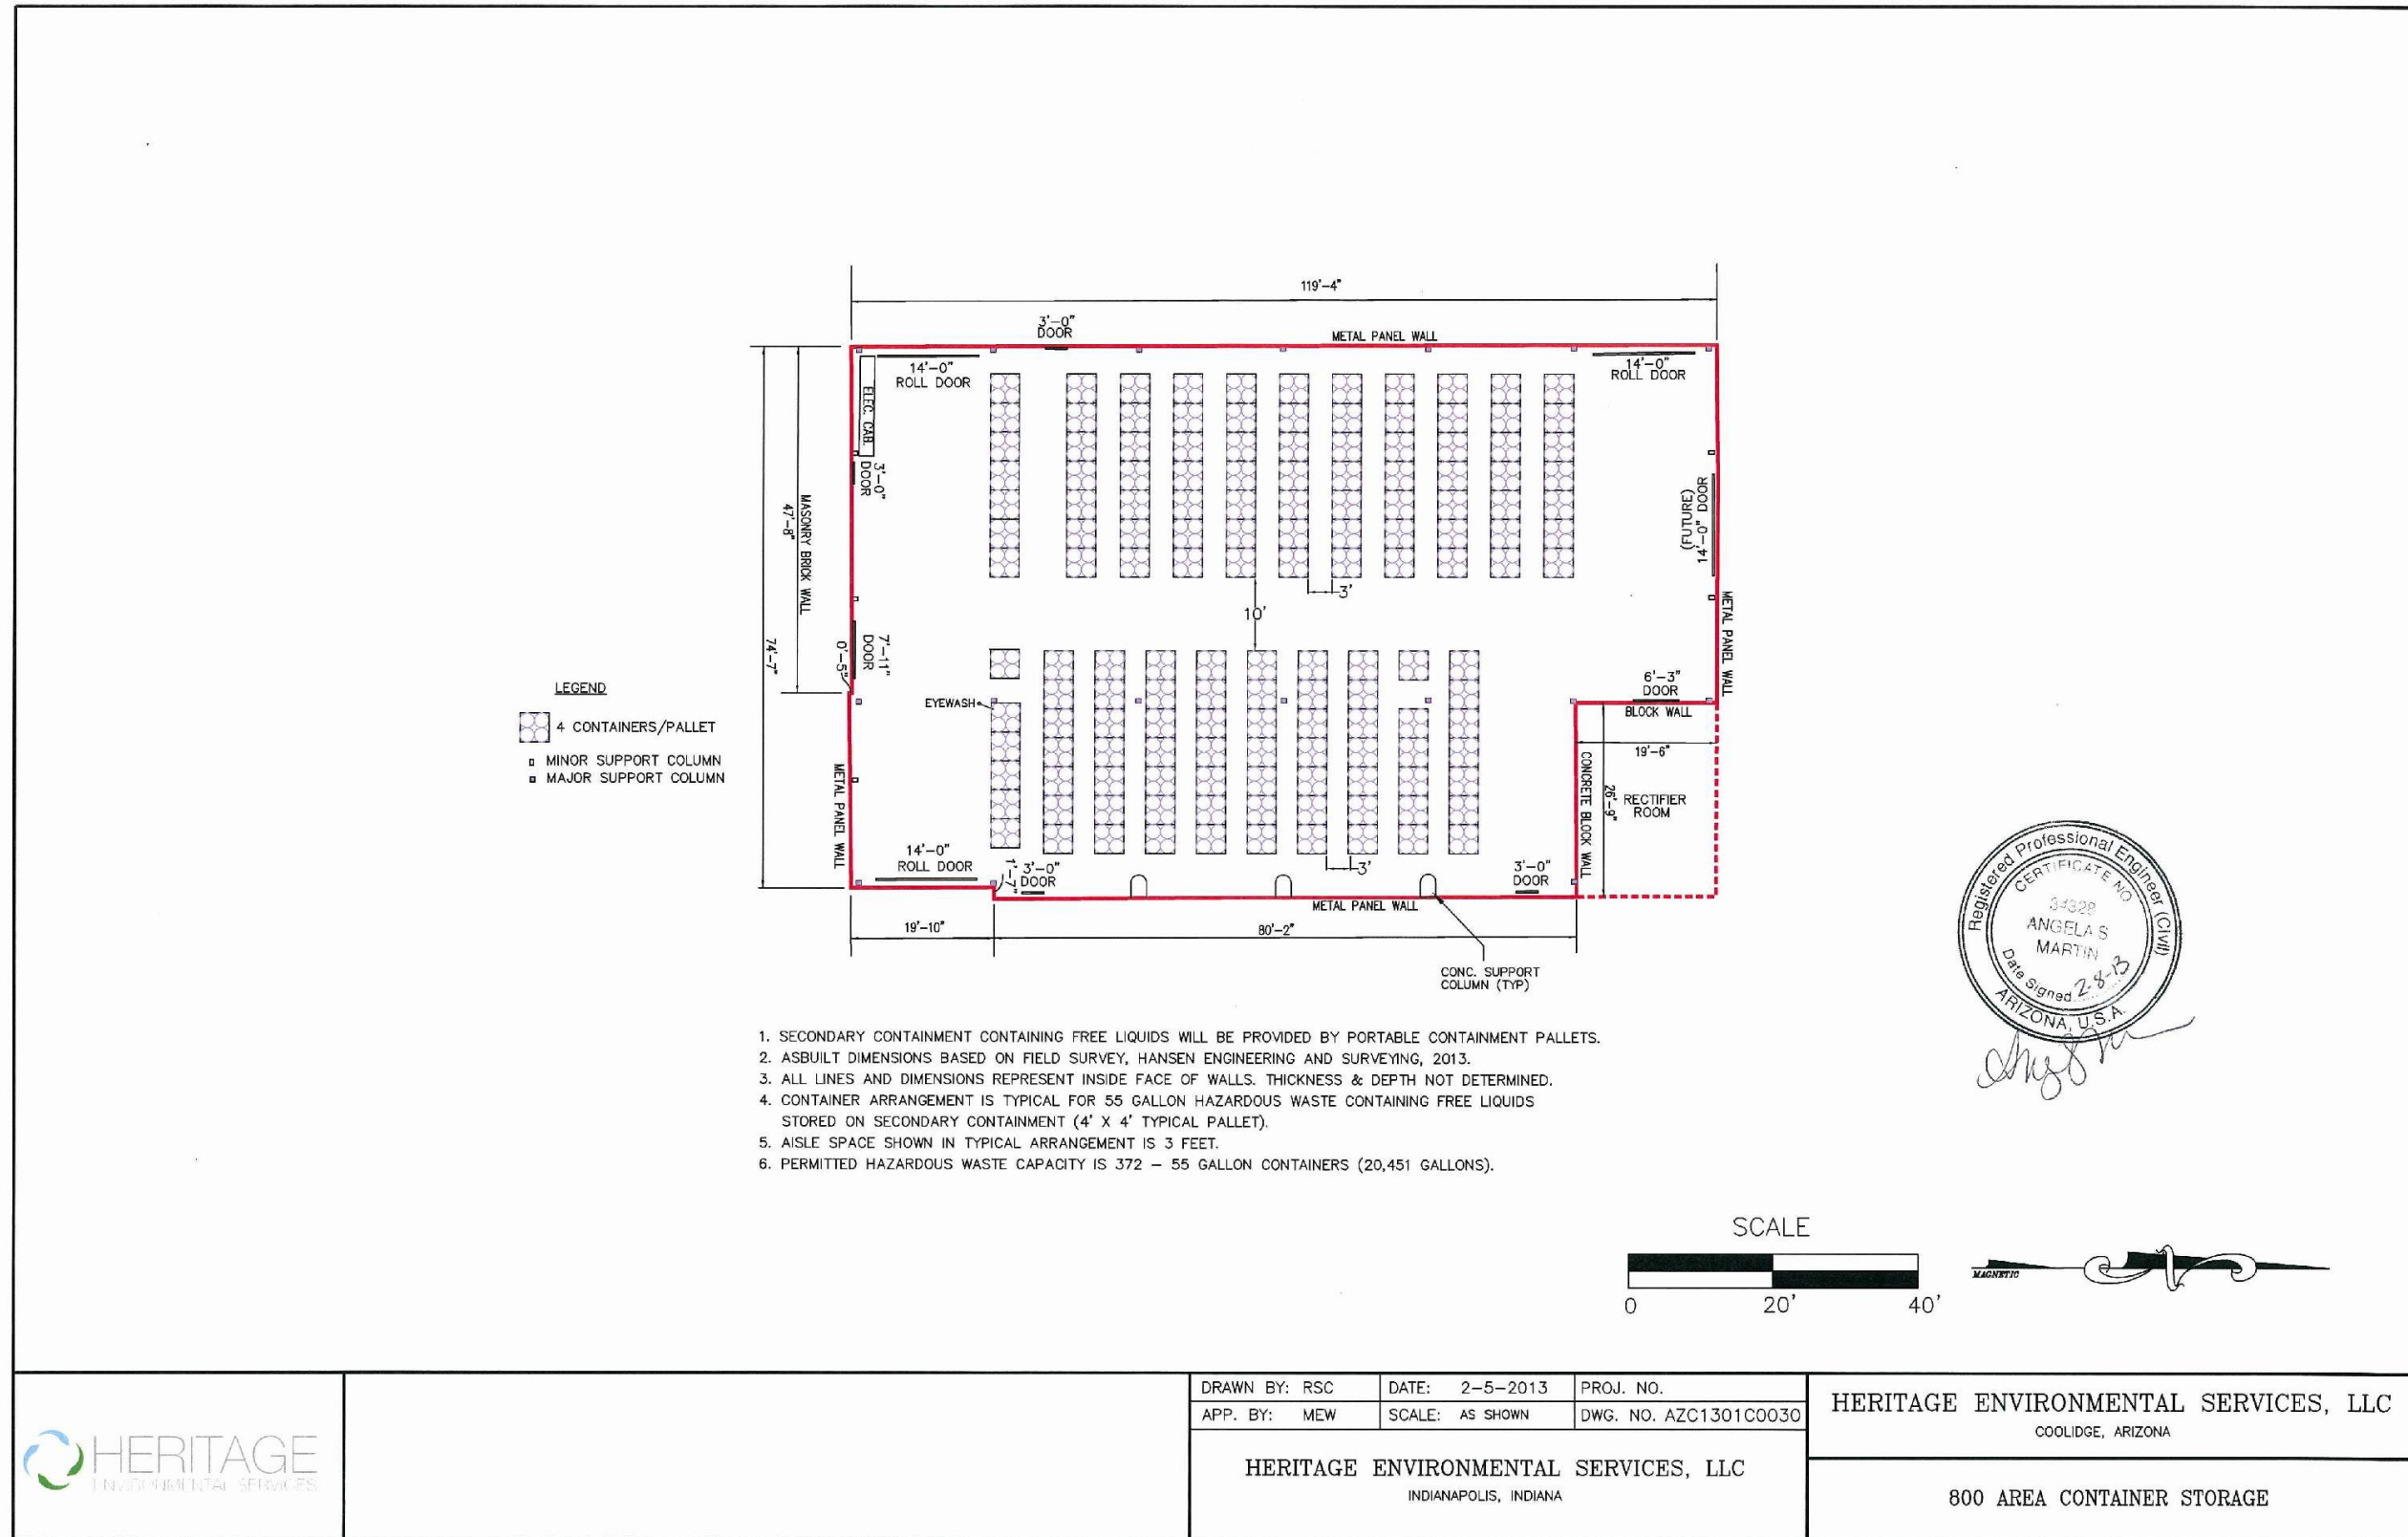 119'-4"
3'-0"
DOOR
METAL PANEL WALL
14'-0"
ROLL DOOR
14'-0"
ROLL DOOR
ELEC. CAB.
3'-0"
DOOR
MASONRY BRICK WALL
47'-8"
74'-7"
0'-5"
7'-11"
DOOR
(FUTURE)
14'-0" DOOR
METAL PANEL WALL
3'
10'
6'-3"
DOOR
BLOCK WALL
19'-6"
EYEWASH
CONCRETE BLOCK WALL
26'-9"
RECTIFIER
ROOM
METAL PANEL WALL
14'-0"
ROLL DOOR
1'-7"
3'-0"
DOOR
3'
3'-0"
DOOR
METAL PANEL WALL
19'-10"
80'-2"
CONC. SUPPORT
COLUMN (TYP)
LEGEND
4 CONTAINERS/PALLET
MINOR SUPPORT COLUMN
MAJOR SUPPORT COLUMN
1. SECONDARY CONTAINMENT CONTAINING FREE LIQUIDS WILL BE PROVIDED BY PORTABLE CONTAINMENT PALLETS.
2. ASBUILT DIMENSIONS BASED ON FIELD SURVEY, HANSEN ENGINEERING AND SURVEYING, 2013.
3. ALL LINES AND DIMENSIONS REPRESENT INSIDE FACE OF WALLS. THICKNESS & DEPTH NOT DETERMINED.
4. CONTAINER ARRANGEMENT IS TYPICAL FOR 55 GALLON HAZARDOUS WASTE CONTAINING FREE LIQUIDS
STORED ON SECONDARY CONTAINMENT (4' X 4' TYPICAL PALLET).
5. AISLE SPACE SHOWN IN TYPICAL ARRANGEMENT IS 3 FEET.
6. PERMITTED HAZARDOUS WASTE CAPACITY IS 372 - 55 GALLON CONTAINERS (20,451 GALLONS).
Registered Professional Engineer (Civil)
CERTIFICATE NO
34328
ANGELA S
MARTIN
Date Signed 2-8-13
ARIZONA, U.S.A.
SCALE
0 20' 40'
MAGNETIC
HERITAGE
ENVIRONMENTAL SERVICES
DRAWN BY: RSC
DATE: 2-5-2013
PROJ. NO.
APP. BY: MEW
SCALE: AS SHOWN
DWG. NO. AZC1301C0030
HERITAGE ENVIRONMENTAL SERVICES, LLC
INDIANAPOLIS, INDIANA
HERITAGE ENVIRONMENTAL SERVICES, LLC
COOLIDGE, ARIZONA
800 AREA CONTAINER STORAGE